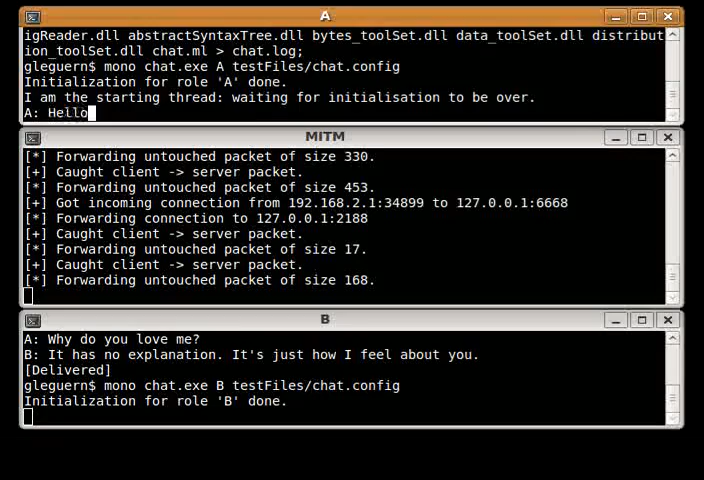 A
igReader.dll abstractSyntaxTree.dll bytes_toolSet.dll data_toolSet.dll distribut
ion_toolSet.dll chat.ml > chat.log;
gleguern$ mono chat.exe A testFiles/chat.config
Initialization for role 'A' done.
I am the starting thread: waiting for initialisation to be over.
A: Hello
MITM
[*] Forwarding untouched packet of size 330.
[+] Caught client -> server packet.
[*] Forwarding untouched packet of size 453.
[+] Got incoming connection from 192.168.2.1:34899 to 127.0.0.1:6668
[*] Forwarding connection to 127.0.0.1:2188
[+] Caught client -> server packet.
[*] Forwarding untouched packet of size 17.
[+] Caught client -> server packet.
[*] Forwarding untouched packet of size 168.
B
A: Why do you love me?
B: It has no explanation. It's just how I feel about you.
[Delivered]
gleguern$ mono chat.exe B testFiles/chat.config
Initialization for role 'B' done.